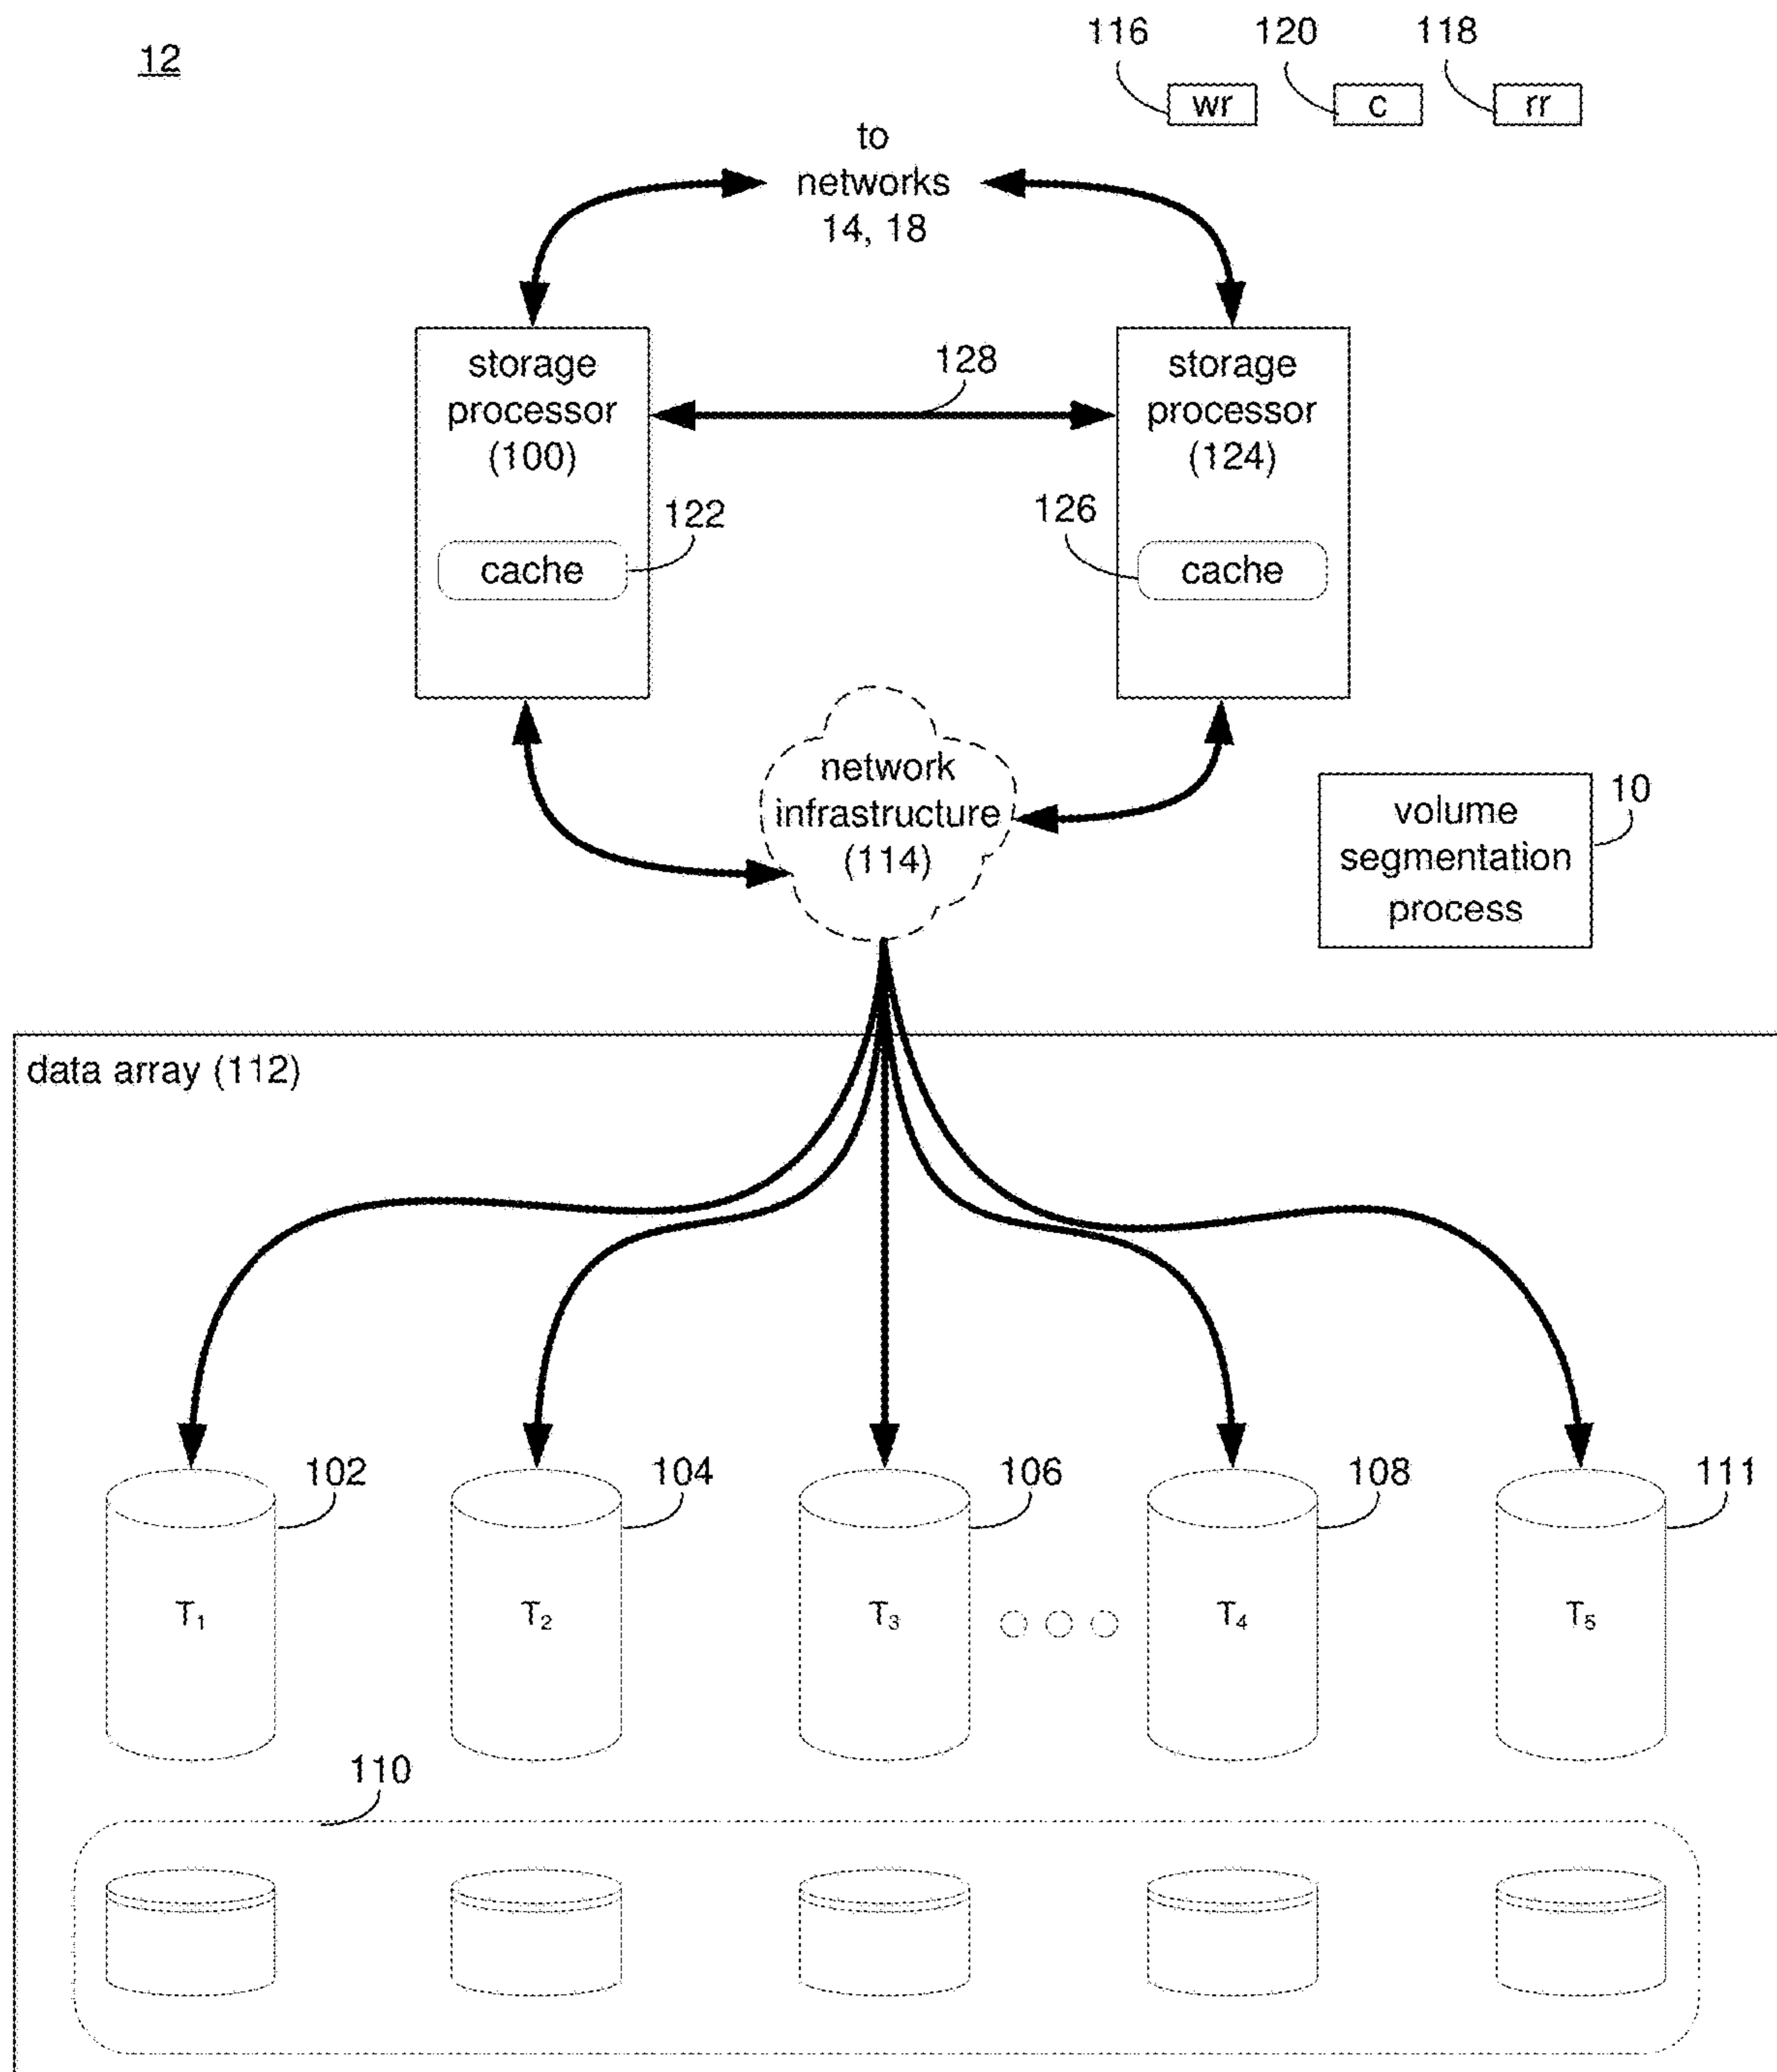 12
116
120
118
wr
c
rr
to
networks
14, 18
storage
processor
(100)
128
storage
processor
(124)
122
126
cache
cache
network
infrastructure
(114)
10
volume
segmentation
process
data array (112)
102
104
106
108
111
T₁
T₂
T₃
T₄
T₅
110